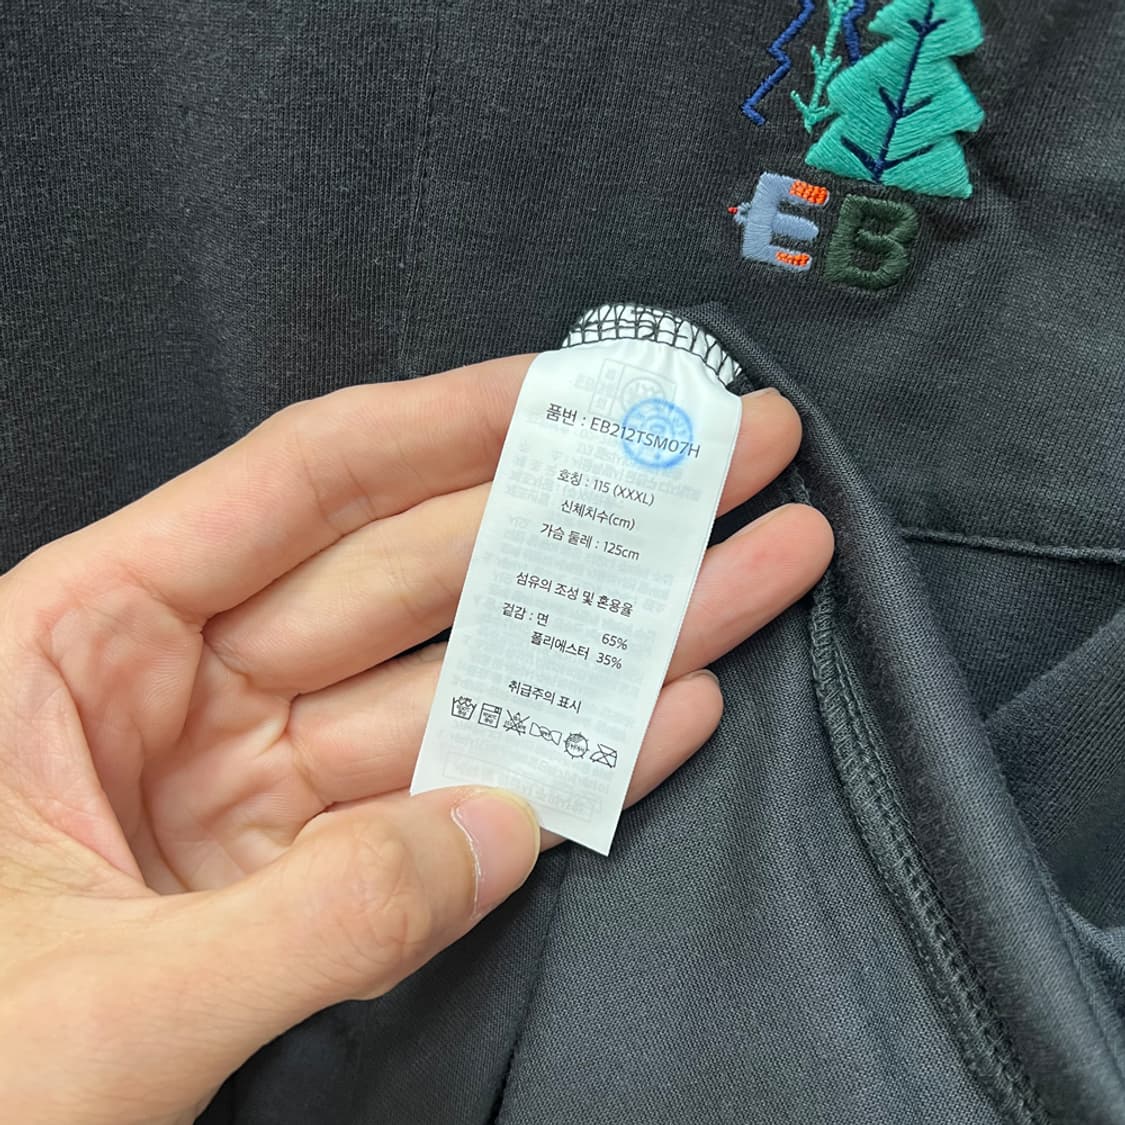 EB
품번 : EB212TSM07H
호칭 : 115 (XXXL)
신체치수(cm)
가슴 둘레 : 125cm
섬유의 조성 및 혼용율
겉감 : 면 65%
폴리에스터 35%
취급주의 표시